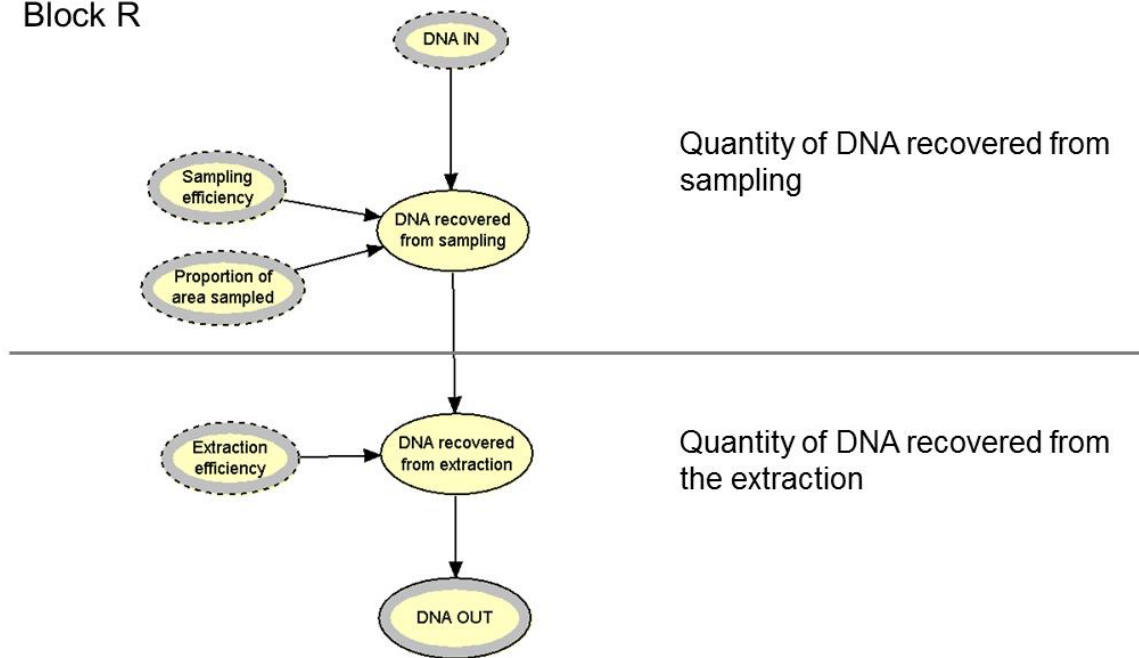 Block R
DNA IN
Sampling
efficiency
DNA recovered
from sampling
Proportion of
area sampled
Quantity of DNA recovered from
sampling
Extraction
efficiency
DNA recovered
from extraction
Quantity of DNA recovered from
the extraction
DNA OUT